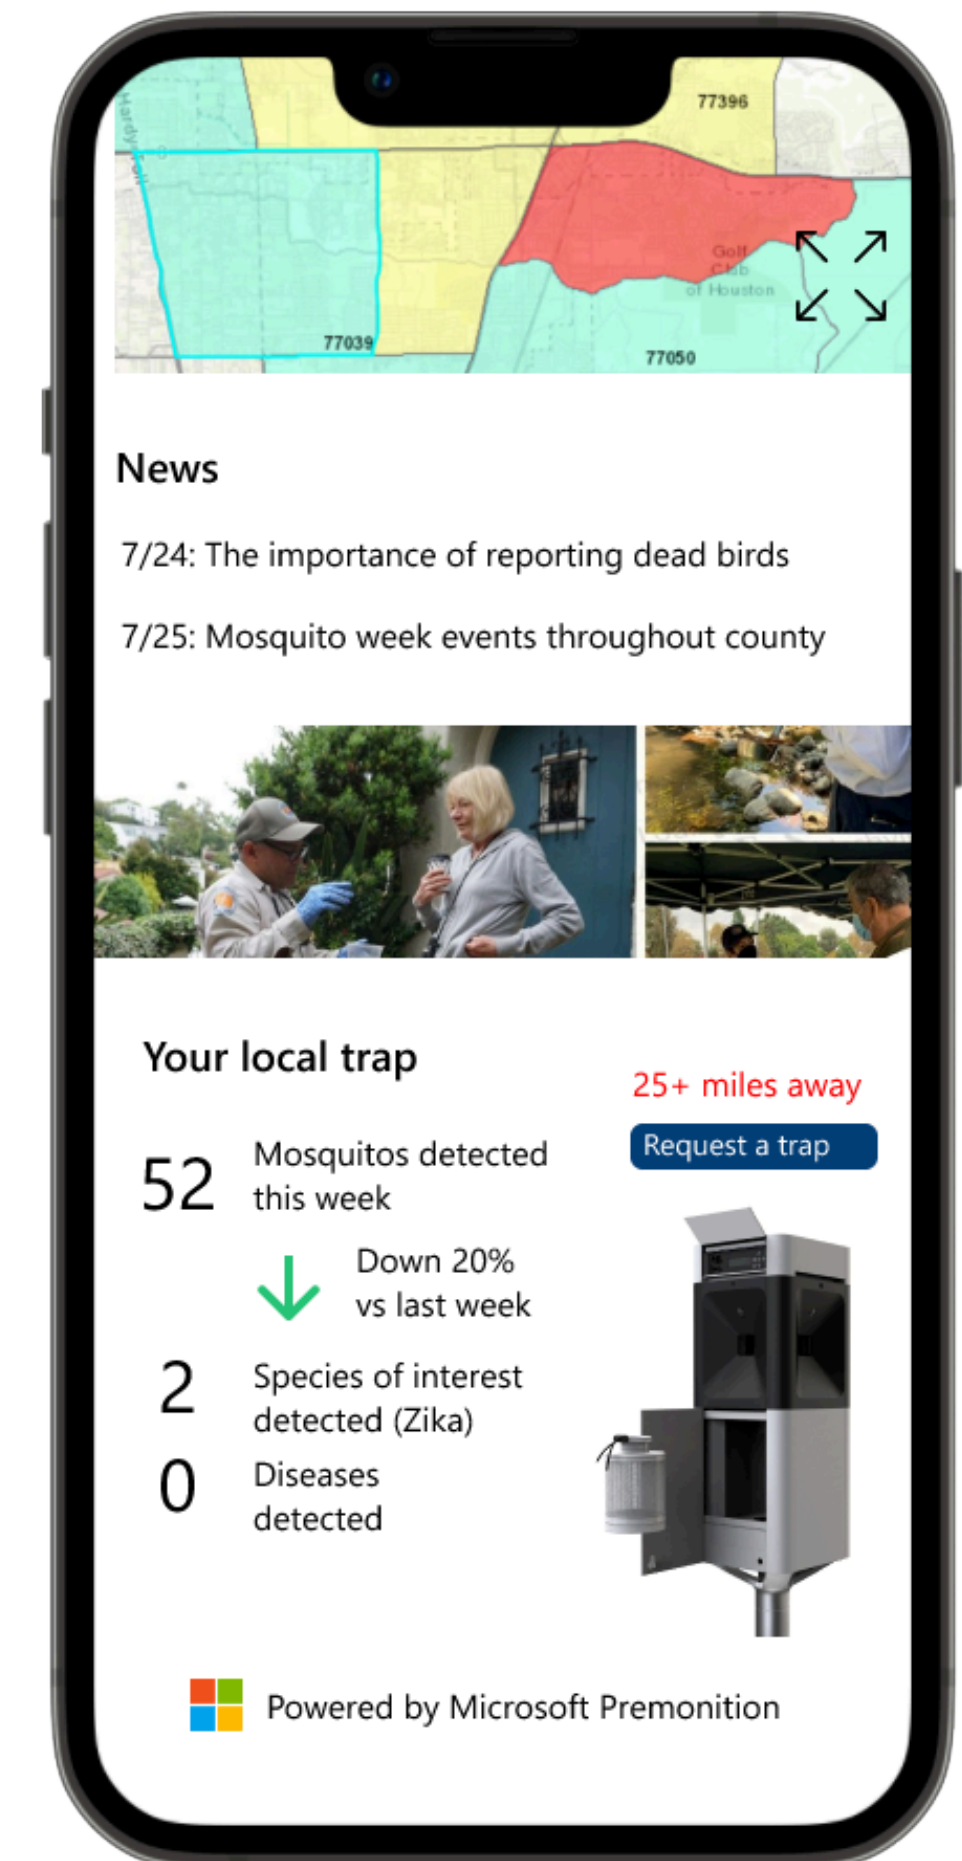 77396
Hardy Toll
Golf
Club
of Houston
77039
77050
News
7/24: The importance of reporting dead birds
7/25: Mosquito week events throughout county
Your local trap
25+ miles away
Request a trap
52
Mosquitos detected
this week
Down 20%
vs last week
2
Species of interest
detected (Zika)
0
Diseases
detected
Powered by Microsoft Premonition